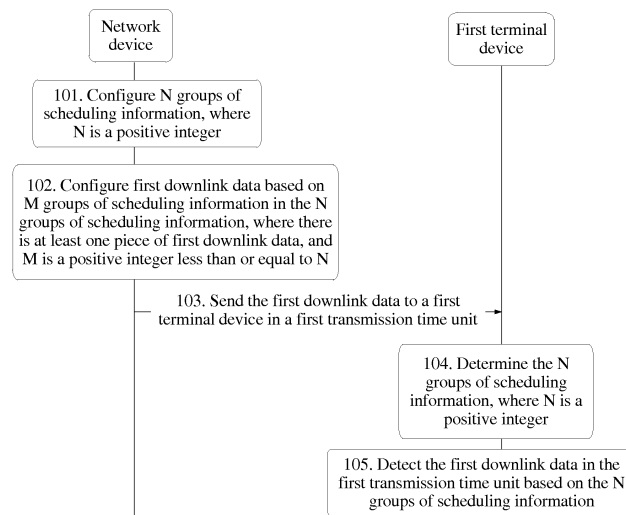 Network
device
First terminal
device
101. Configure N groups of
scheduling information, where
N is a positive integer
102. Configure first downlink data based on
M groups of scheduling information in the N
groups of scheduling information, where there
is at least one piece of first downlink data, and
M is a positive integer less than or equal to N
103. Send the first downlink data to a first
terminal device in a first transmission time unit
104. Determine the N
groups of scheduling
information, where N is a
positive integer
105. Detect the first downlink data in the
first transmission time unit based on the N
groups of scheduling information